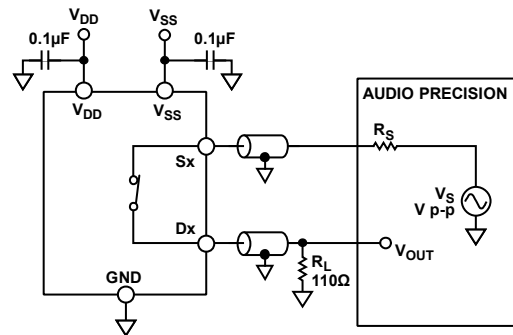 VDD
VSS
0.1µF
0.1µF
VDD
VSS
AUDIO PRECISION
RS
Sx
VS
V p-p
Dx
VOUT
RL
110Ω
GND